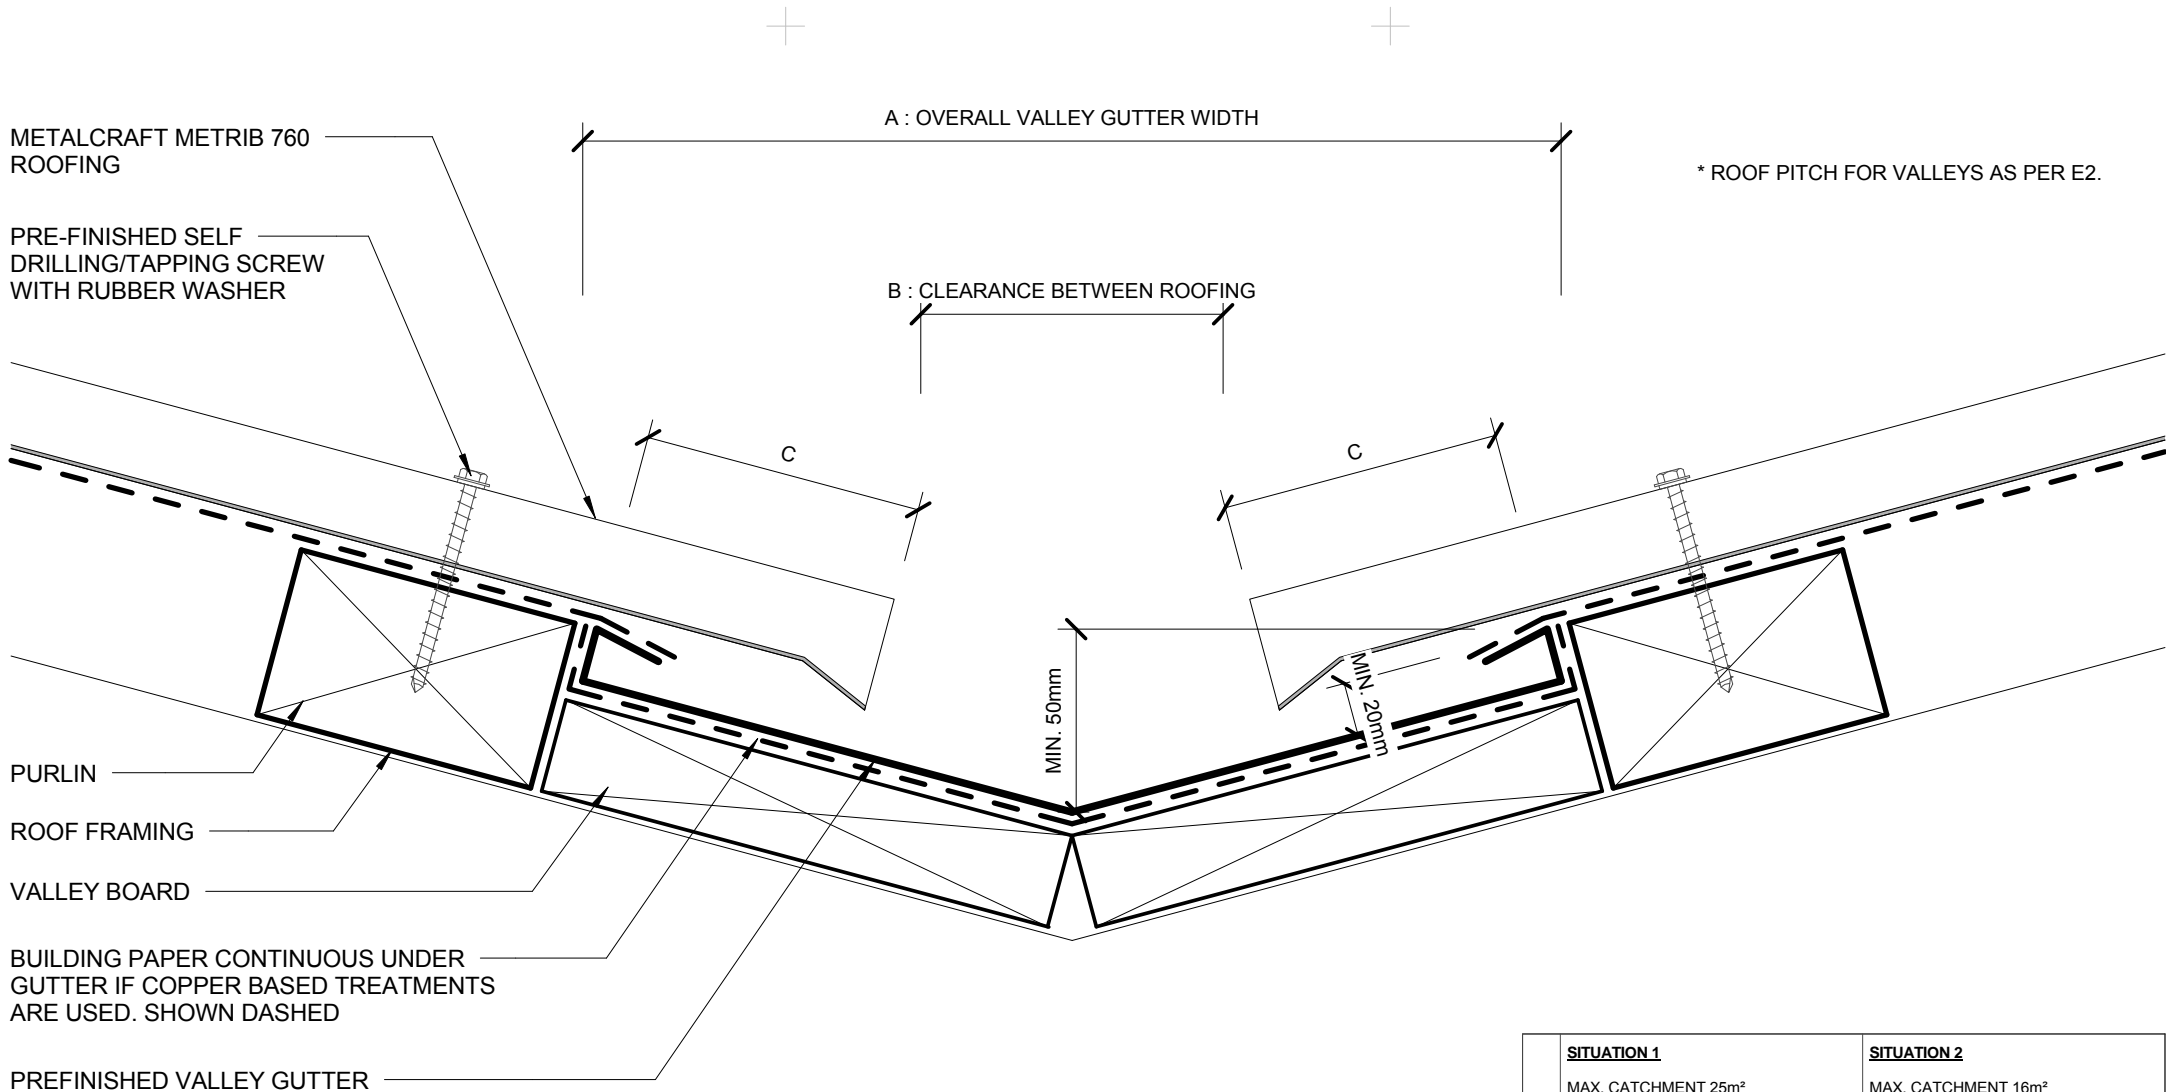 A : OVERALL VALLEY GUTTER WIDTH
METALCRAFT METRIB 760
ROOFING
* ROOF PITCH FOR VALLEYS AS PER E2.
PRE-FINISHED SELF
DRILLING/TAPPING SCREW
WITH RUBBER WASHER
B : CLEARANCE BETWEEN ROOFING
C
C
MIN. 50mm
MIN. 20mm
PURLIN
ROOF FRAMING
VALLEY BOARD
BUILDING PAPER CONTINUOUS UNDER
GUTTER IF COPPER BASED TREATMENTS
ARE USED. SHOWN DASHED
PREFINISHED VALLEY GUTTER
SITUATION 1
SITUATION 2
MAX. CATCHMENT 25m²
MAX. CATCHMENT 16m²